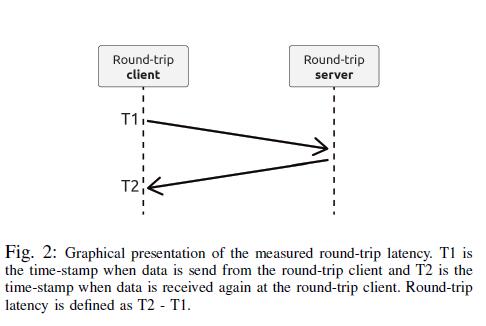 Round-trip
client
Round-trip
server
T1
T2
Fig. 2: Graphical presentation of the measured round-trip latency. T1 is
the time-stamp when data is send from the round-trip client and T2 is the
time-stamp when data is received again at the round-trip client. Round-trip
latency is defined as T2 - T1.